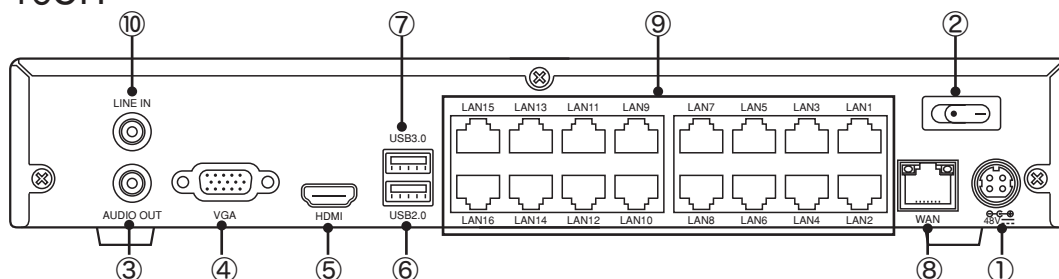 ⑩ ⑦ ⑨ ②
LINE IN
LAN15 LAN13 LAN11 LAN9 LAN7 LAN5 LAN3 LAN1
USB3.0
AUDIO OUT VGA HDMI USB2.0 LAN16 LAN14 LAN12 LAN10 LAN8 LAN6 LAN4 LAN2 WAN 48V
③ ④ ⑤ ⑥ ⑧ ①